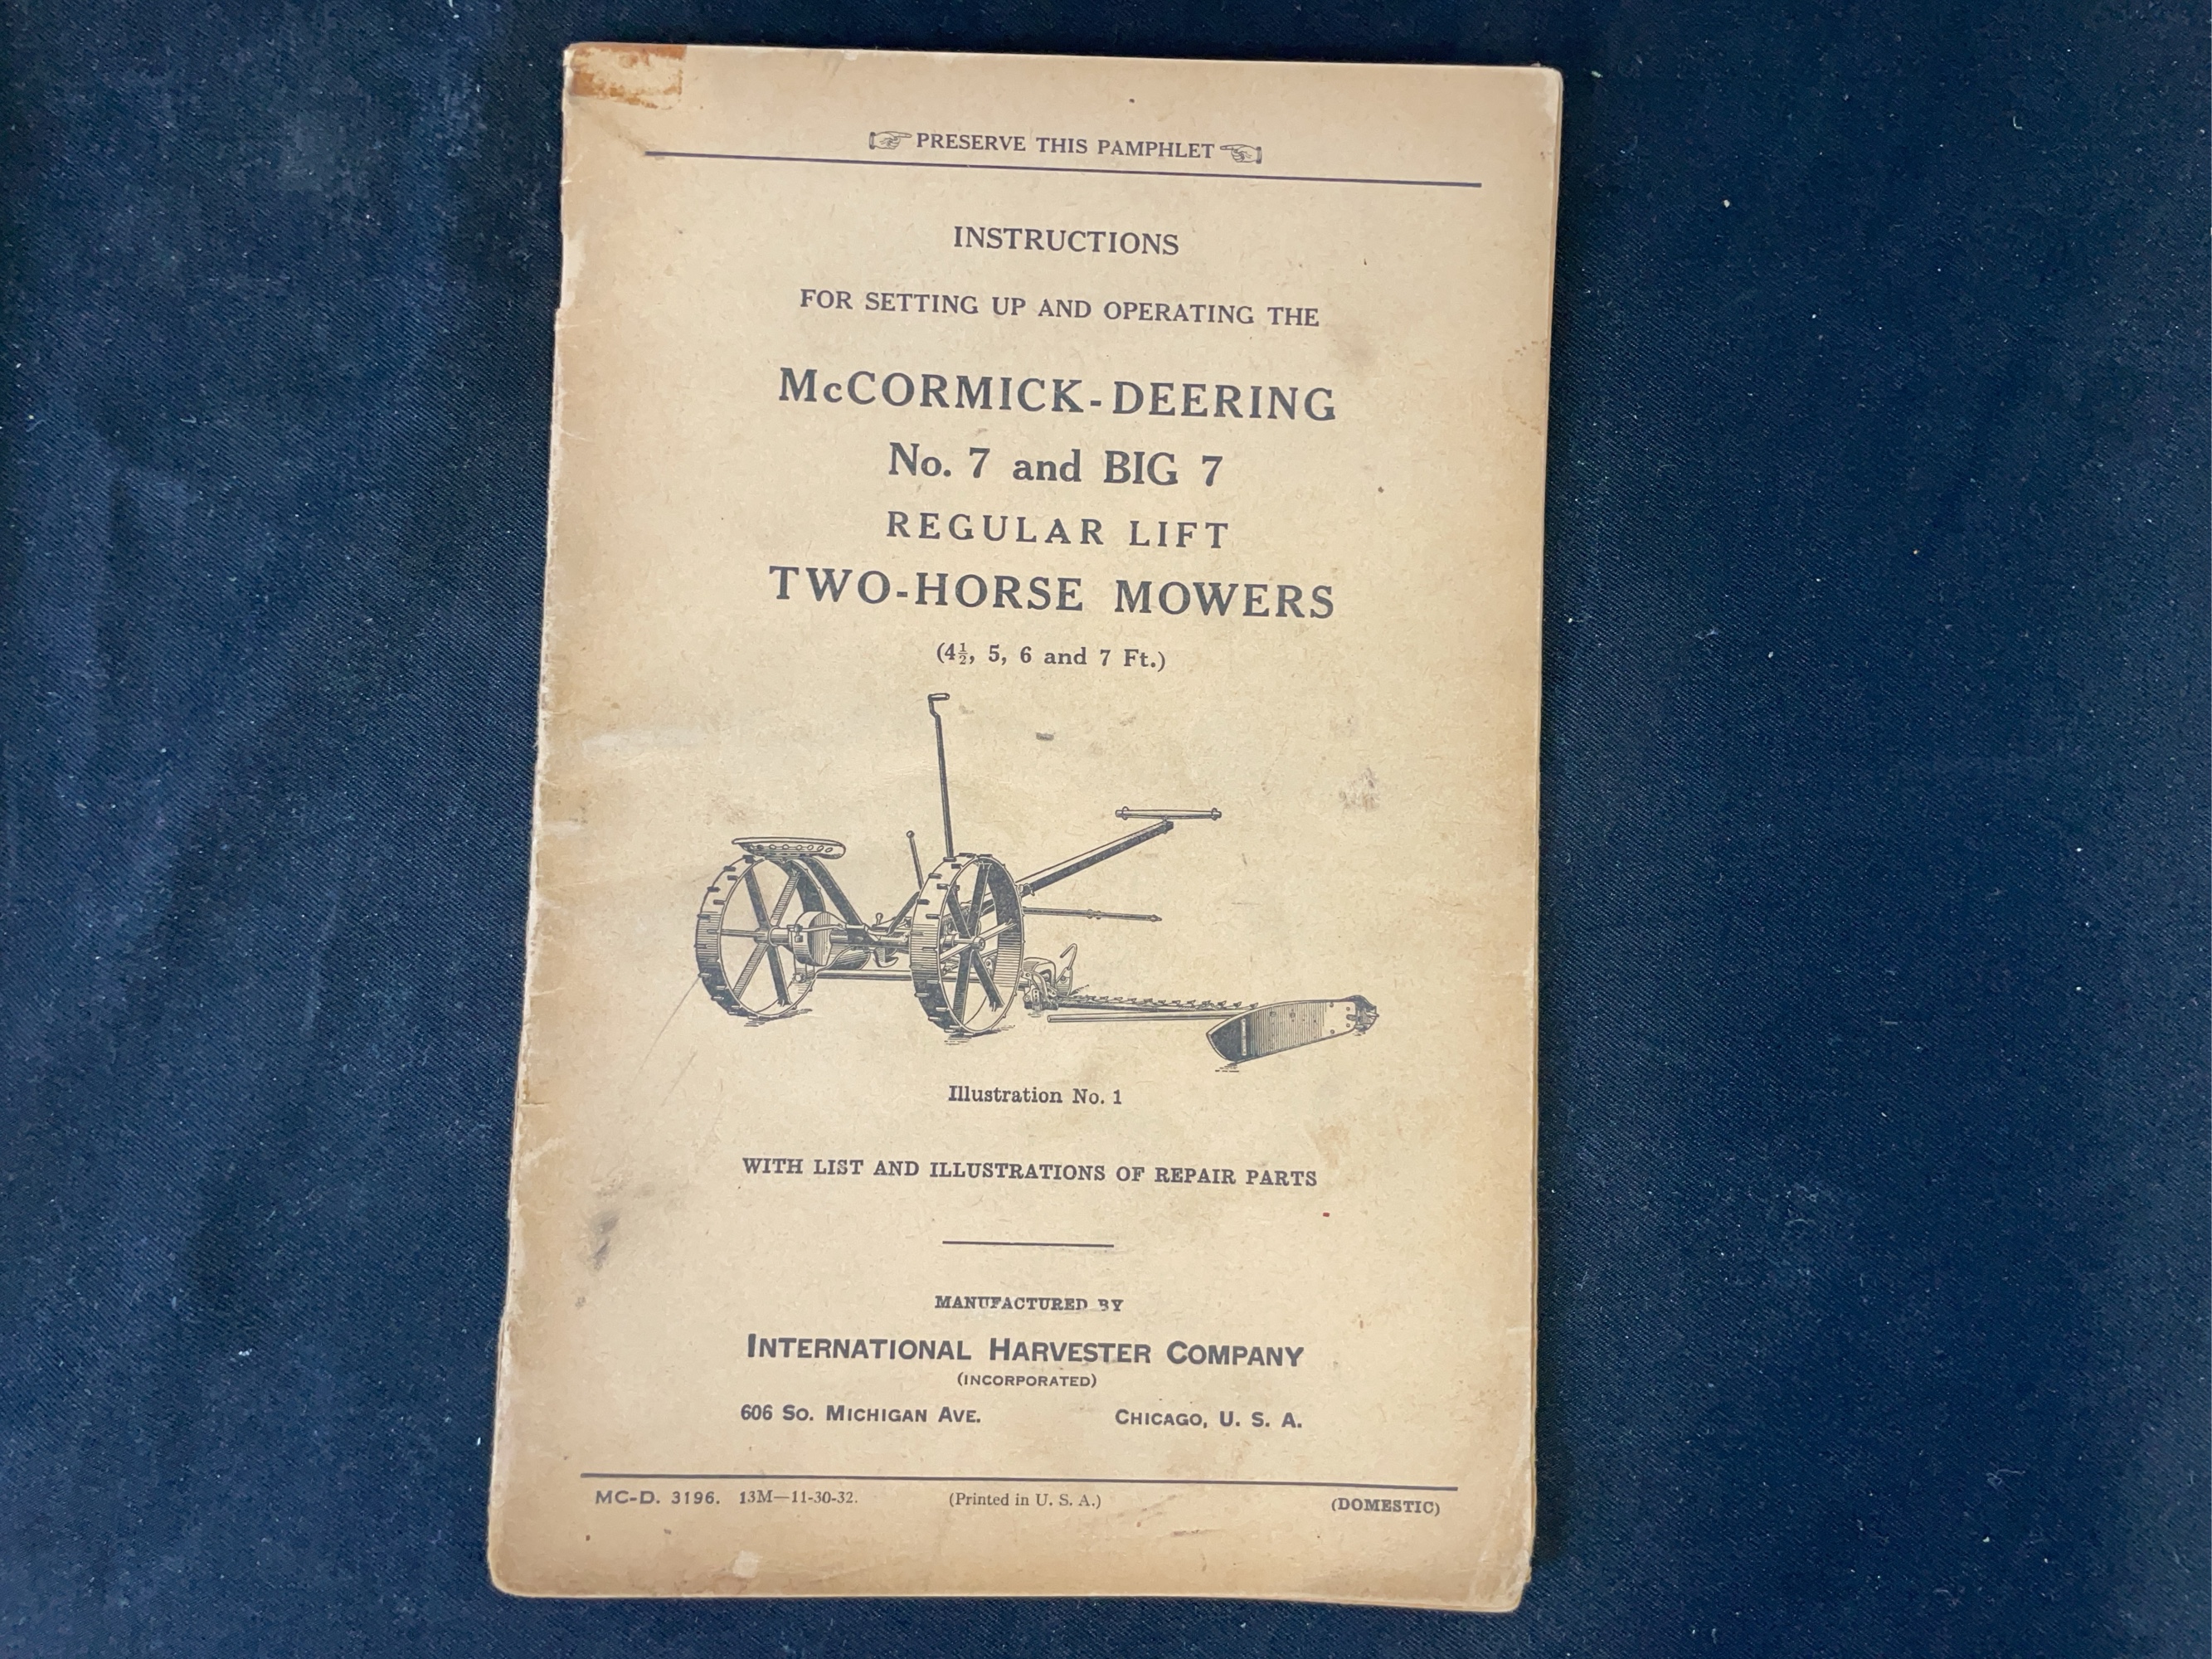 PRESERVE THIS PAMPHLET
INSTRUCTIONS
FOR SETTING UP AND OPERATING THE
McCORMICK-DEERING
No. 7 and BIG 7
REGULAR LIFT
TWO-HORSE MOWERS
(4½, 5, 6 and 7 Ft.)
Illustration No. 1
WITH LIST AND ILLUSTRATIONS OF REPAIR PARTS
MANUFACTURED BY
INTERNATIONAL HARVESTER COMPANY
(INCORPORATED)
606 SO. MICHIGAN AVE. CHICAGO, U. S. A.
MC-D. 3196. 13M—11-30-32. (Printed in U. S. A.) (DOMESTIC)